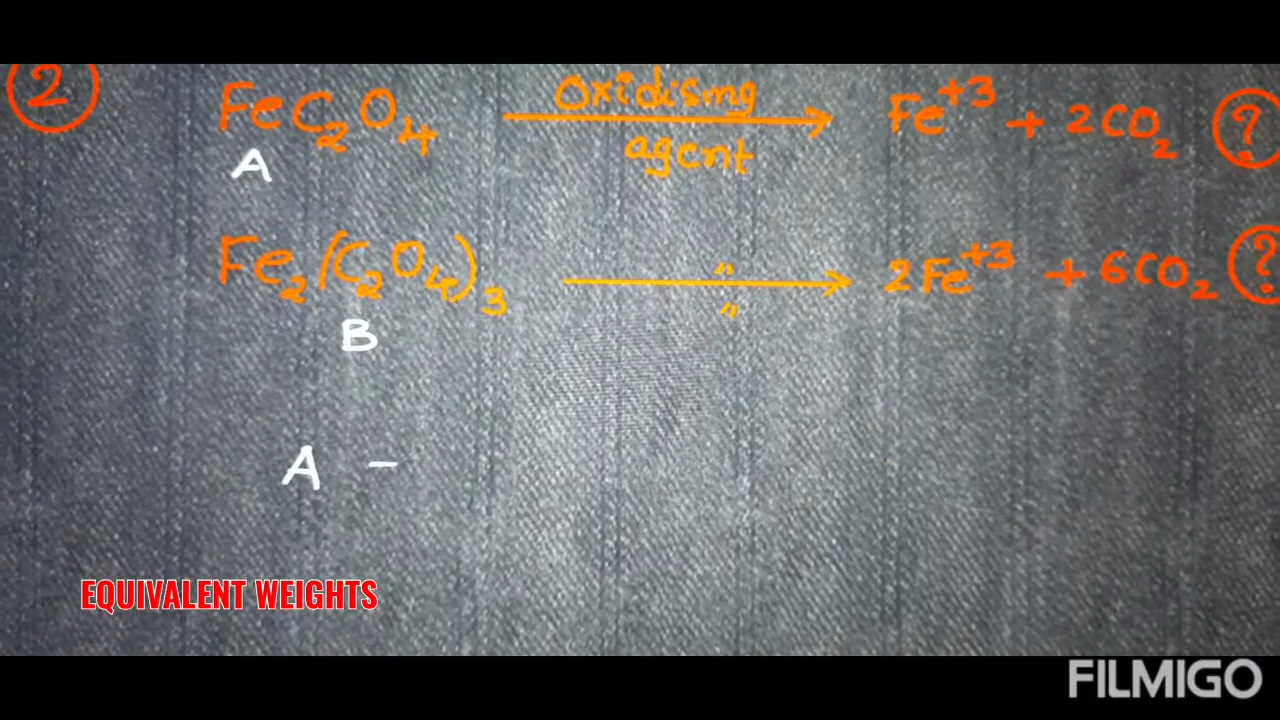 2
FeC₂O₄ Oxidising agent → Fe⁺³ + 2CO₂ ?
A
Fe₂(C₂O₄)₃ " " → 2Fe⁺³ + 6CO₂ ?
B
A –
EQUIVALENT WEIGHTS
FILMIGO